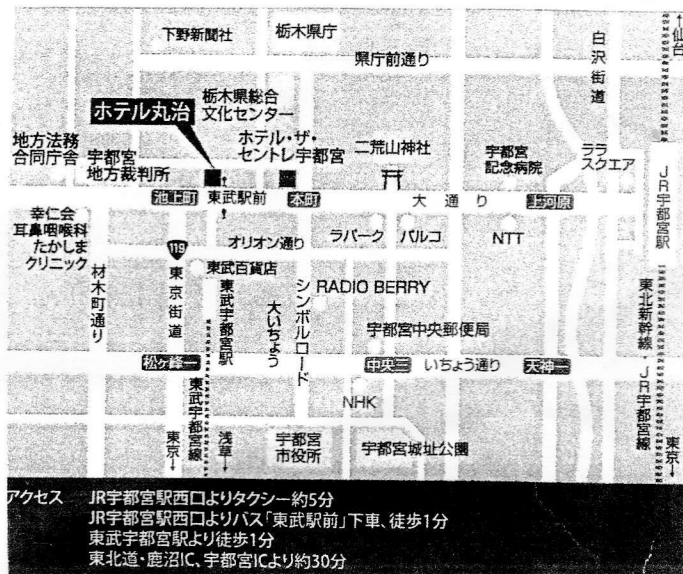 下野新聞社
栃木県庁
県庁前通り
白沢街道
↑仙台
栃木県総合
文化センター
ホテル丸治
地方法務
合同庁舎
宇都宮
地方裁判所
ホテル・ザ・
セントレ宇都宮
二荒山神社
宇都宮
記念病院
ララ
スクエア
JR宇都宮駅
池上町
東武駅前
本町
大通り
上河原
幸仁会
耳鼻咽喉科
たかしま
クリニック
材木町通り
119
東京街道
オリオン通り
ラパーク
パルコ
NTT
東武百貨店
東武宇都宮駅
大いちょう
シンボルロード
RADIO BERRY
宇都宮中央郵便局
東北新幹線・JR宇都宮線
松ヶ峰一
中央三
いちょう通り
天神一
東武宇都宮線
NHK
東京↓
浅草↓
宇都宮
市役所
宇都宮城址公園
東京↓
アクセス
JR宇都宮駅西口よりタクシー約5分
JR宇都宮駅西口よりバス「東武駅前」下車、徒歩1分
東武宇都宮駅より徒歩1分
東北道・鹿沼IC、宇都宮ICより約30分